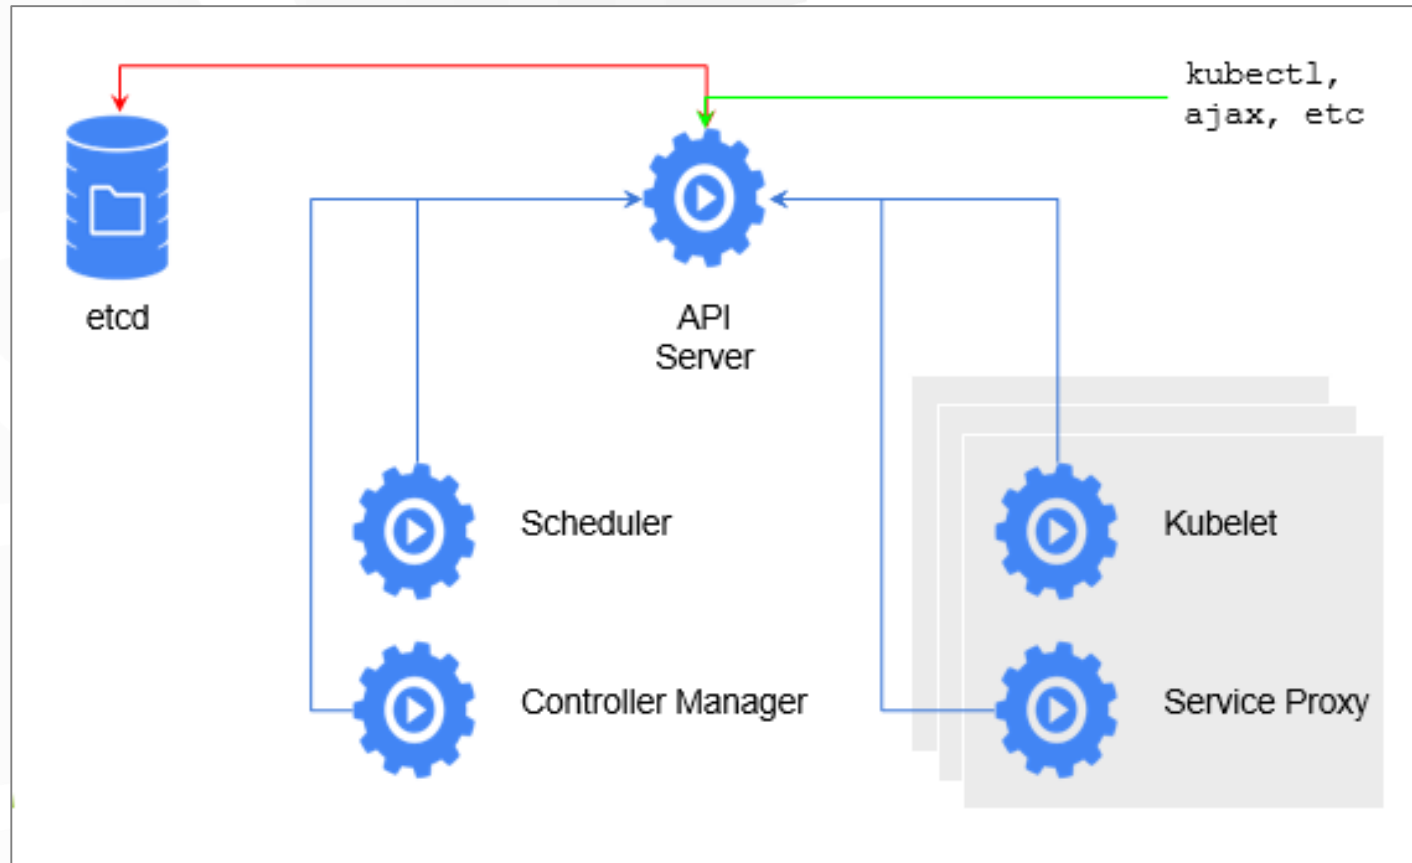 kubectl,
ajax, etc
etcd
API
Server
Scheduler
Kubelet
Controller Manager
Service Proxy